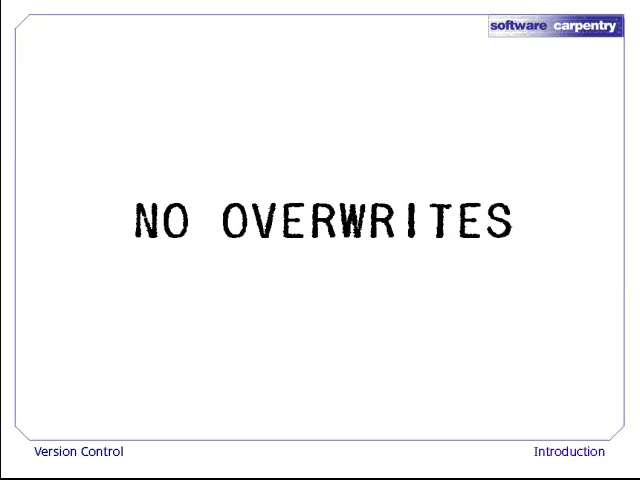 software carpentry
NO OVERWRITES
Version Control
Introduction